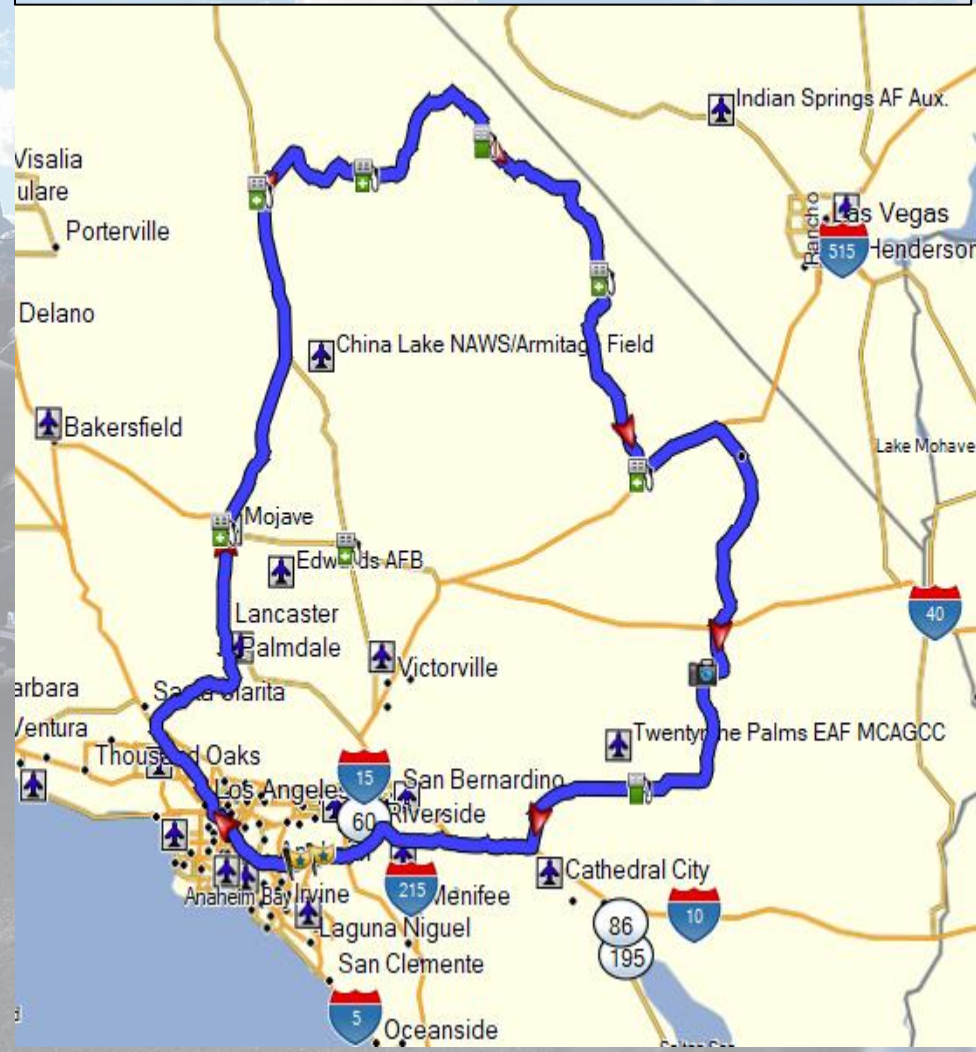 Indian Springs AF Aux.
Visalia
ulare
Porterville
Rancho
Las Vegas
515
Henderson
Delano
China Lake NAWS/Armitage Field
Bakersfield
Lake Mohave
Mojave
Edwards AFB
40
Lancaster
Palmdale
Victorville
arbara
Santa Clarita
Ventura
Twentynine Palms EAF MCAGCC
Thousand Oaks
15
San Bernardino
Los Angeles
60
Riverside
Cathedral City
215
Menifee
Anaheim Bay
Irvine
10
86
Laguna Niguel
195
San Clemente
5
Oceanside